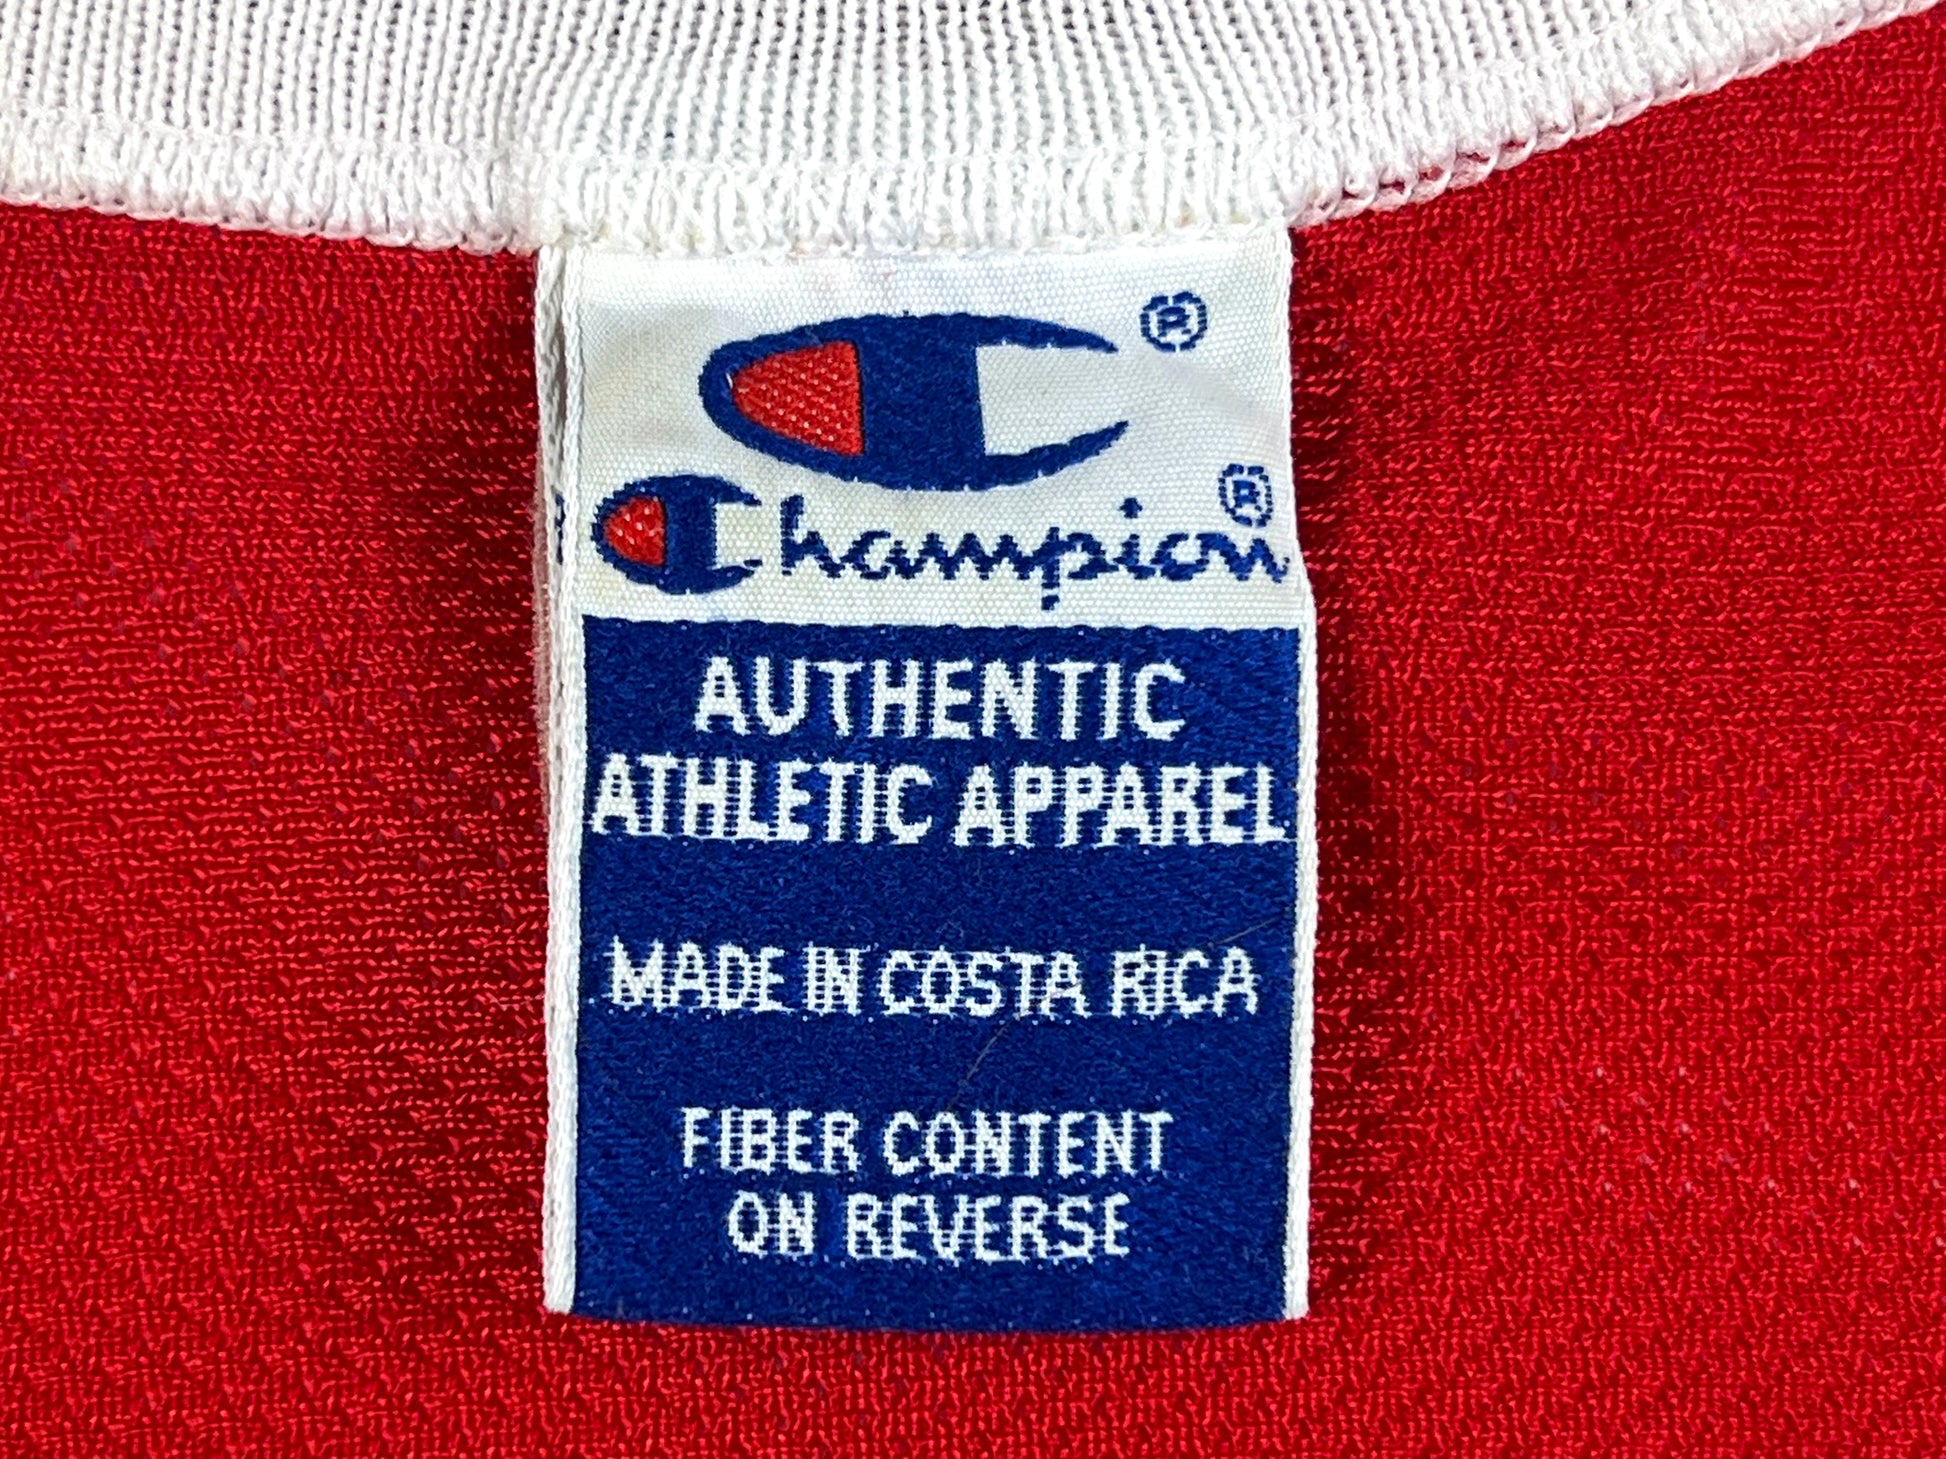 ®
Champion®
AUTHENTIC
ATHLETIC APPAREL
MADE IN COSTA RICA
FIBER CONTENT
ON REVERSE